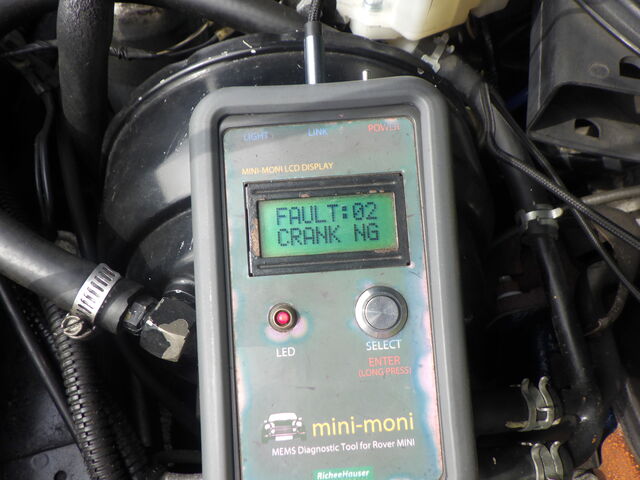 LIGHT LINK POWER
MINI-MONI LCD DISPLAY
FAULT:02
CRANK NG
LED
SELECT
ENTER
(LONG PRESS)
mini-moni
MEMS Diagnostic Tool for Rover MINI
RicheeHauser